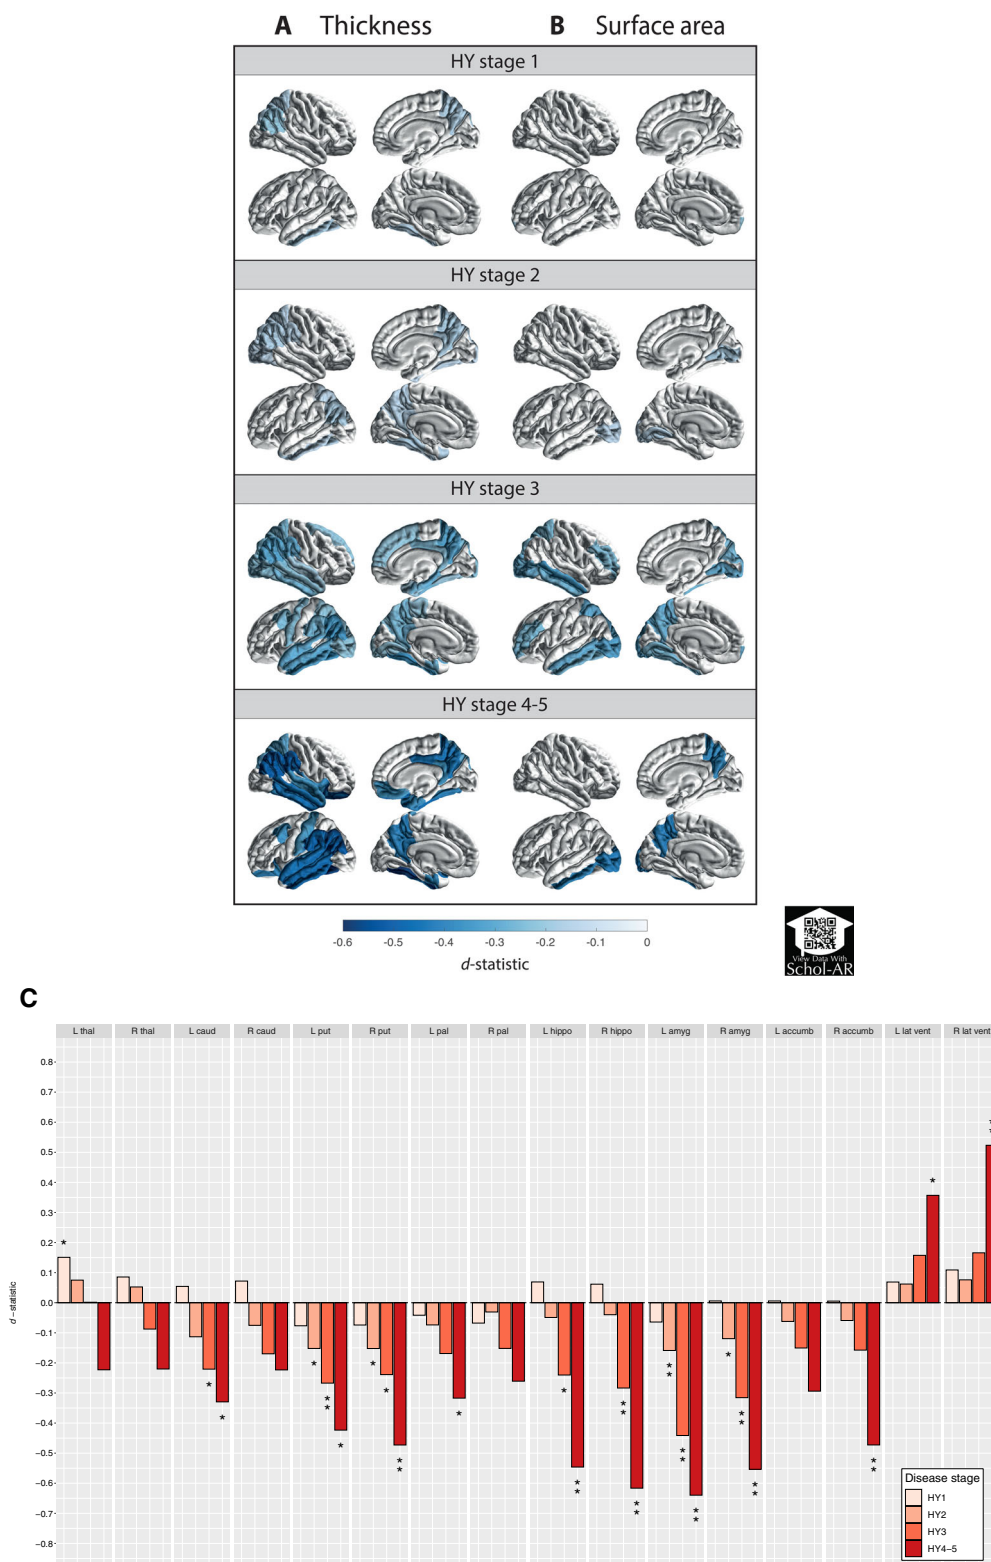 A Thickness B Surface area
HY stage 1
HY stage 2
HY stage 3
HY stage 4-5
-0.6 -0.5 -0.4 -0.3 -0.2 -0.1 0
d-statistic
View Data With
Schol-AR
C
L thal R thal L caud R caud L put R put L pal R pal L hippo R hippo L amyg R amyg L accumb R accumb L lat vent R lat vent
0.8
0.7
0.6
0.5
0.4
0.3
0.2
0.1
0.0
−0.1
−0.2
−0.3
−0.4
−0.5
−0.6
−0.7
−0.8
d−statistic
Disease stage
HY1
HY2
HY3
HY4−5